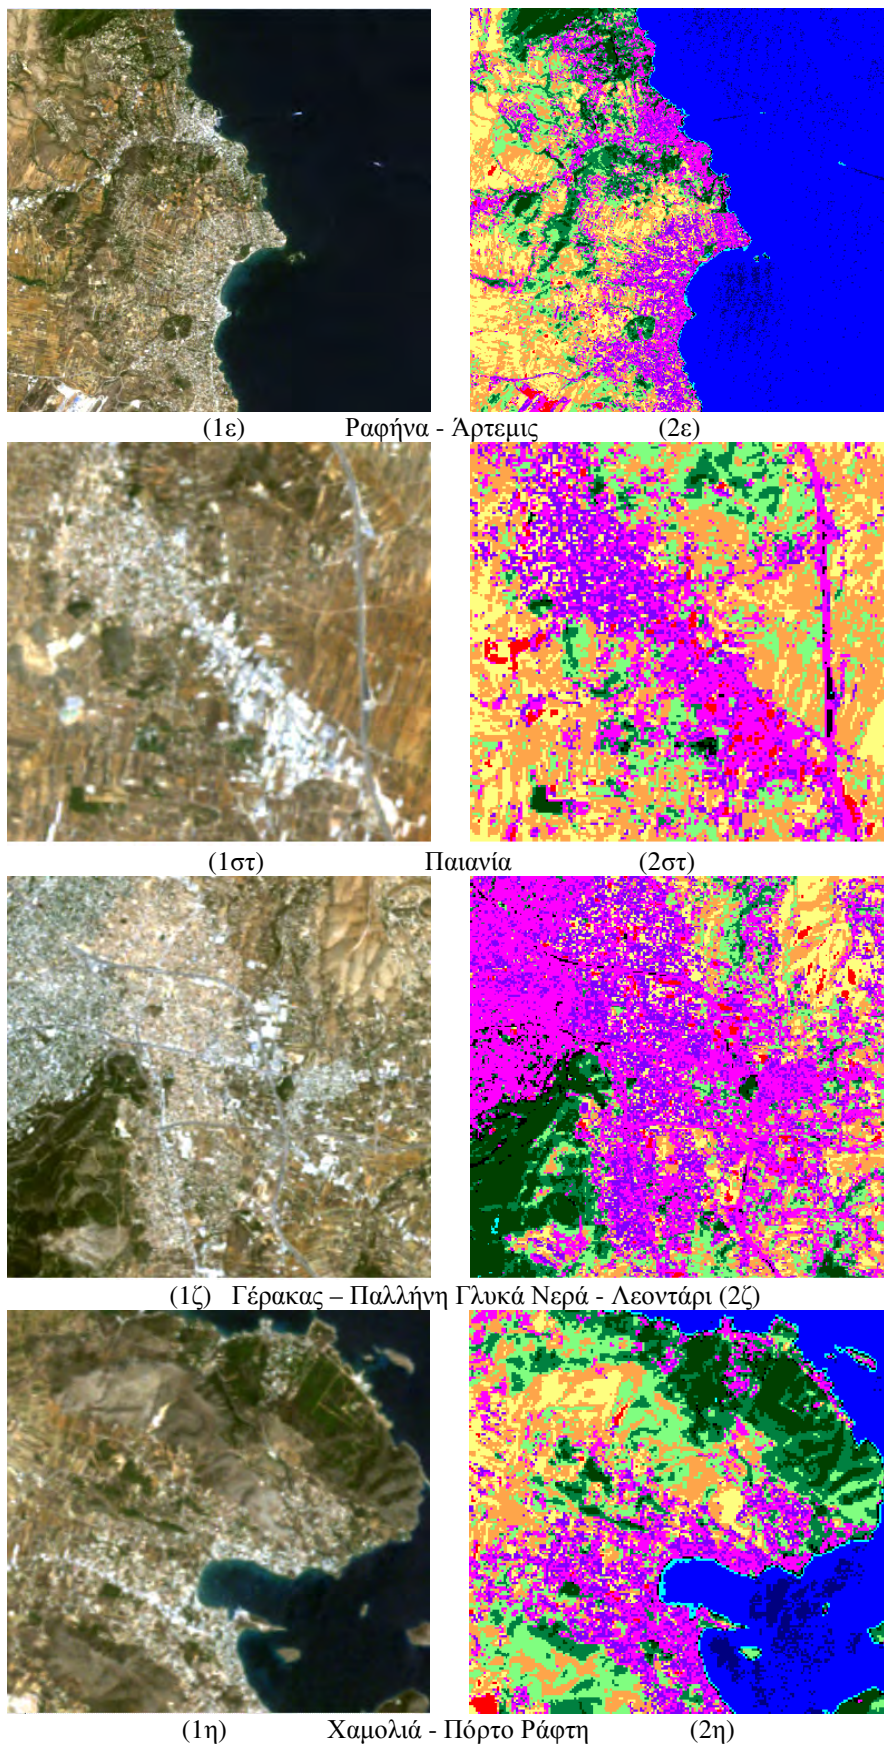 (1ε) Ραφήνα - Άρτεμις (2ε)
(1στ) Παιανία (2στ)
(1ζ) Γέρακας – Παλλήνη Γλυκά Νερά - Λεοντάρι (2ζ)
(1η) Χαμολιά - Πόρτο Ράφτη (2η)